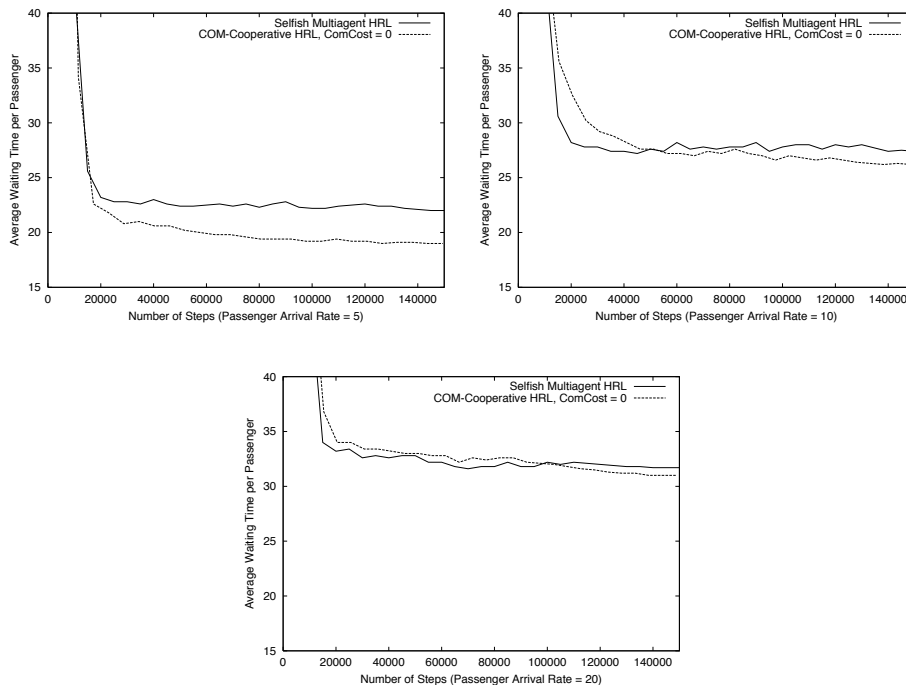 Selfish Multiagent HRL
COM-Cooperative HRL, ComCost = 0
Average Waiting Time per Passenger
40
35
30
25
20
15
0 20000 40000 60000 80000 100000 120000 140000
Number of Steps (Passenger Arrival Rate = 5)
Selfish Multiagent HRL
COM-Cooperative HRL, ComCost = 0
Average Waiting Time per Passenger
40
35
30
25
20
15
0 20000 40000 60000 80000 100000 120000 140000
Number of Steps (Passenger Arrival Rate = 10)
Selfish Multiagent HRL
COM-Cooperative HRL, ComCost = 0
Average Waiting Time per Passenger
40
35
30
25
20
15
0 20000 40000 60000 80000 100000 120000 140000
Number of Steps (Passenger Arrival Rate = 20)